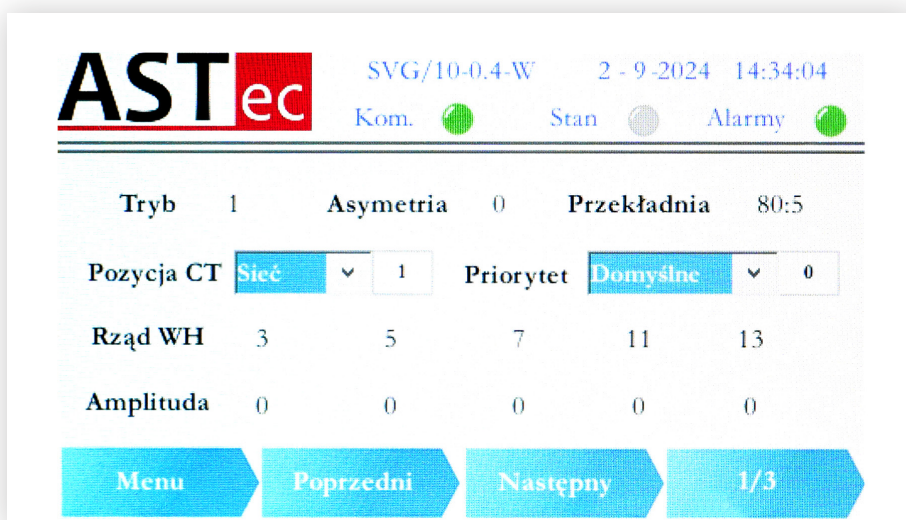 ASTec
SVG/10-0.4-W 2 - 9 -2024 14:34:04
Kom. Stan Alarmy
Tryb 1 Asymetria 0 Przekładnia 80:5
Pozycja CT Sieć 1 Priorytet Domyślne 0
Rząd WH 3 5 7 11 13
Amplituda 0 0 0 0 0
Menu Poprzedni Następny 1/3